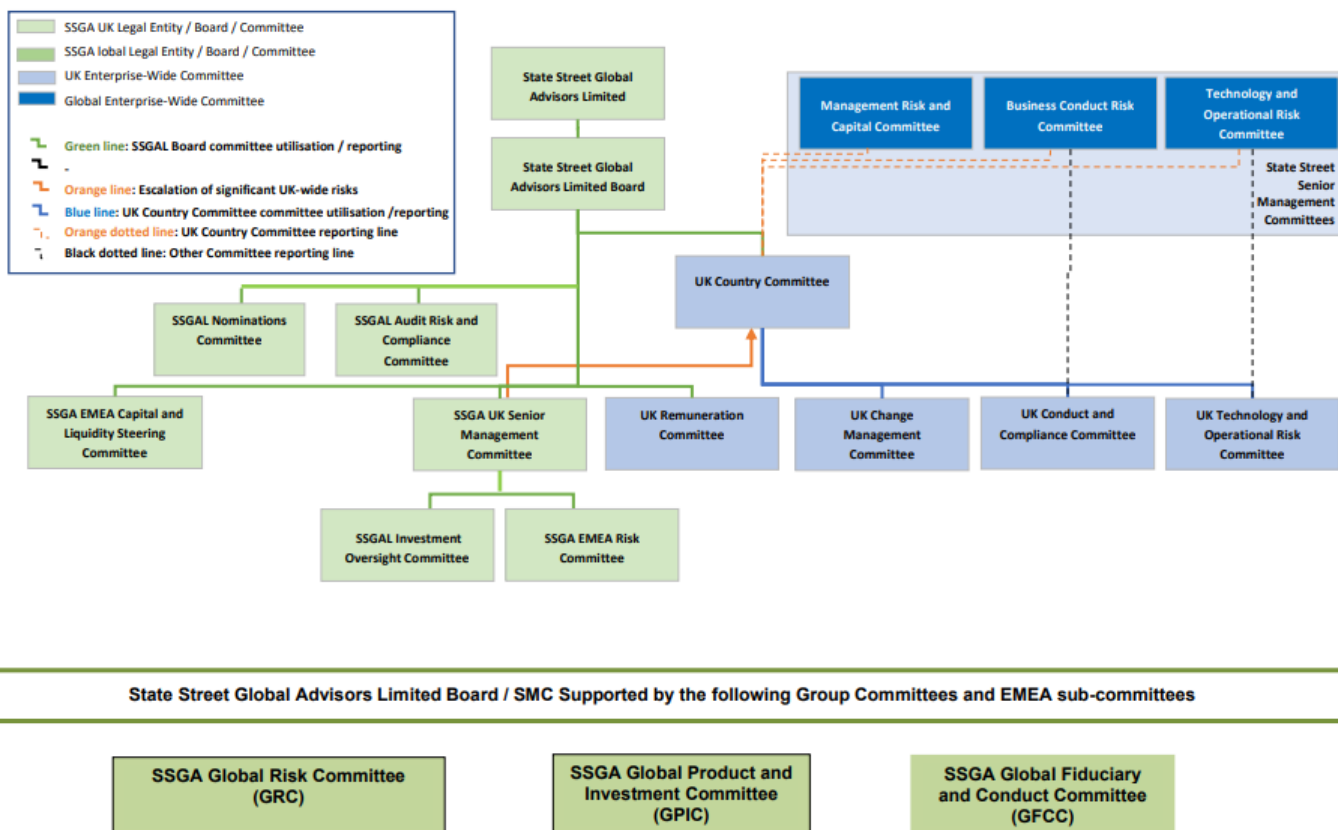 SSGA UK Legal Entity / Board / Committee
SSGA lobal Legal Entity / Board / Committee
UK Enterprise-Wide Committee
Global Enterprise-Wide Committee
Green line: SSGAL Board committee utilisation / reporting
-
Orange line: Escalation of significant UK-wide risks
Blue line: UK Country Committee committee utilisation /reporting
Orange dotted line: UK Country Committee reporting line
Black dotted line: Other Committee reporting line
State Street Global
Advisors Limited
State Street Global
Advisors Limited Board
Management Risk and
Capital Committee
Business Conduct Risk
Committee
Technology and
Operational Risk
Committee
State Street
Senior
Management
Committees
UK Country Committee
SSGAL Nominations
Committee
SSGAL Audit Risk and
Compliance
Committee
SSGA EMEA Capital and
Liquidity Steering
Committee
SSGA UK Senior
Management
Committee
UK Remuneration
Committee
UK Change
Management
Committee
UK Conduct and
Compliance Committee
UK Technology and
Operational Risk
Committee
SSGAL Investment
Oversight Committee
SSGA EMEA Risk
Committee
State Street Global Advisors Limited Board / SMC Supported by the following Group Committees and EMEA sub-committees
SSGA Global Risk Committee
(GRC)
SSGA Global Product and
Investment Committee
(GPIC)
SSGA Global Fiduciary
and Conduct Committee
(GFCC)